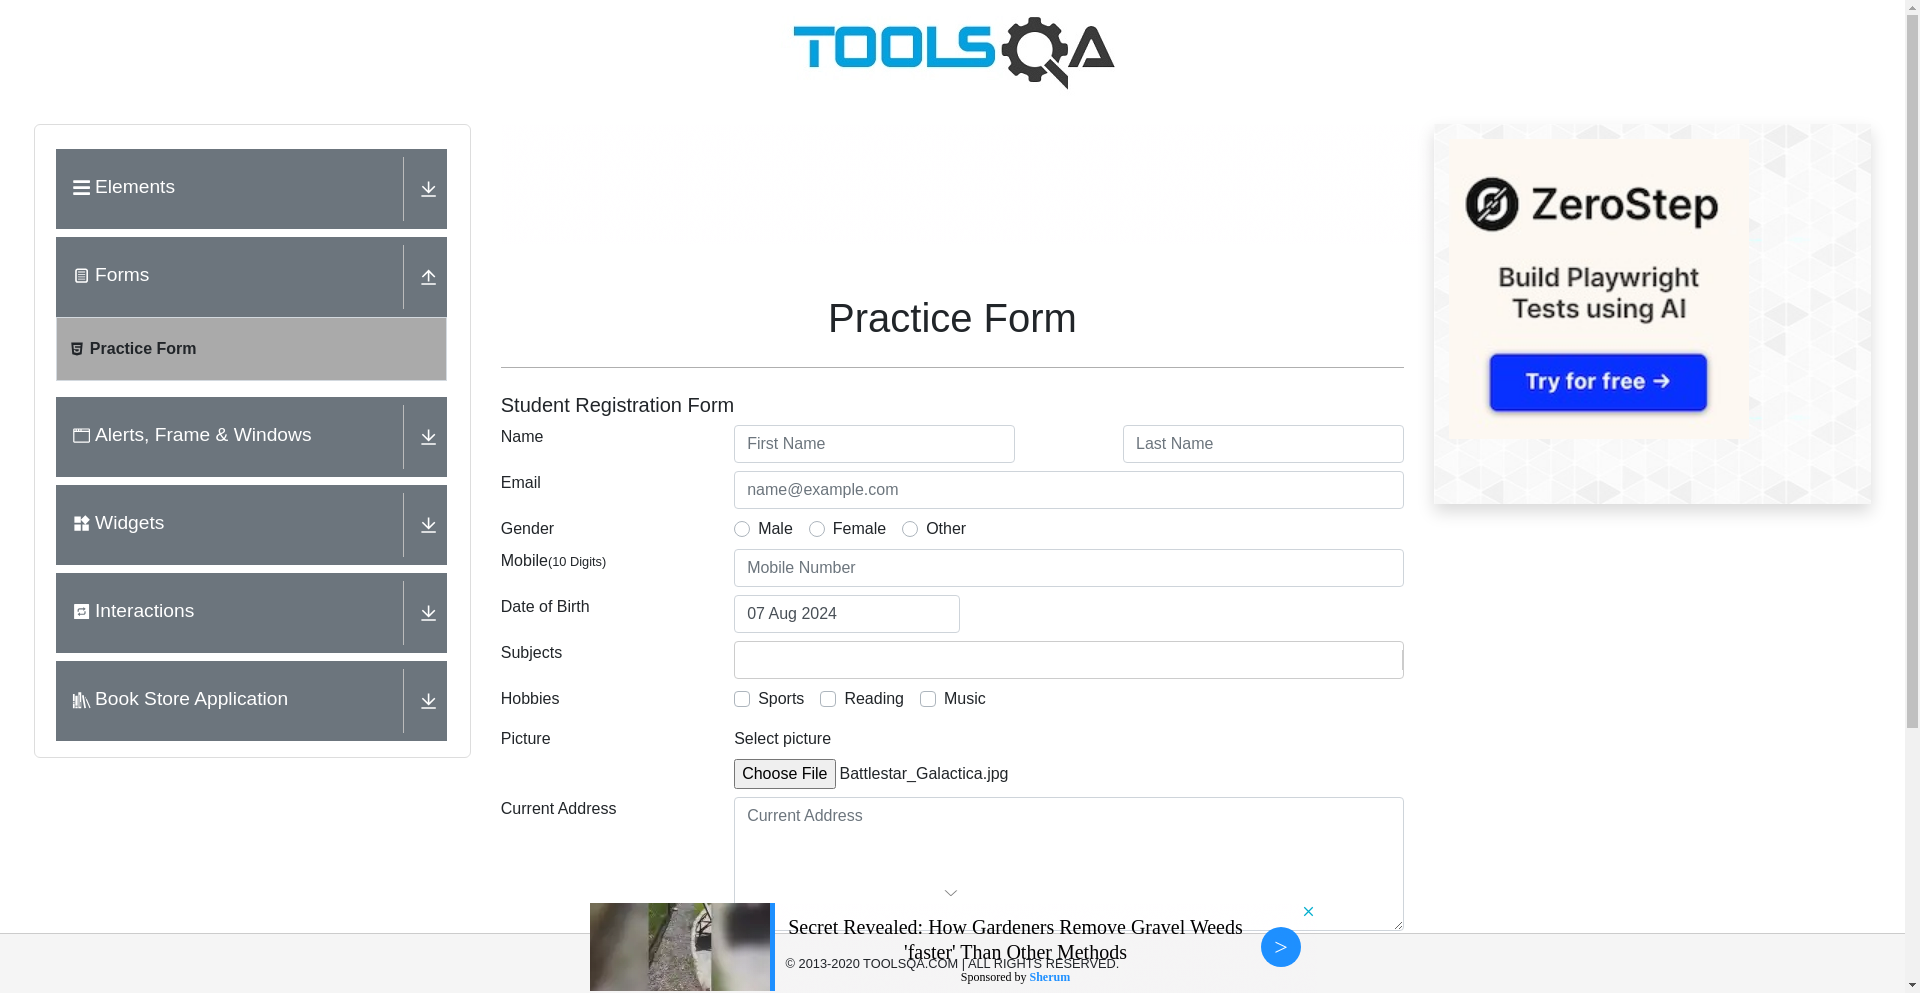 TOOLSQA
Elements
Forms
Practice Form
Alerts, Frame & Windows
Widgets
Interactions
Book Store Application
Practice Form
Student Registration Form
Name
First Name
Last Name
Email
name@example.com
Gender
Male
Female
Other
Mobile(10 Digits)
Mobile Number
Date of Birth
07 Aug 2024
Subjects
Hobbies
Sports
Reading
Music
Picture
Select picture
Choose File Battlestar_Galactica.jpg
Current Address
Current Address
ZeroStep
Build Playwright
Tests using AI
Try for free →
Secret Revealed: How Gardeners Remove Gravel Weeds
'faster' Than Other Methods
>
© 2013-2020 TOOLSQA.COM | ALL RIGHTS RESERVED.
Sponsored by Sherum